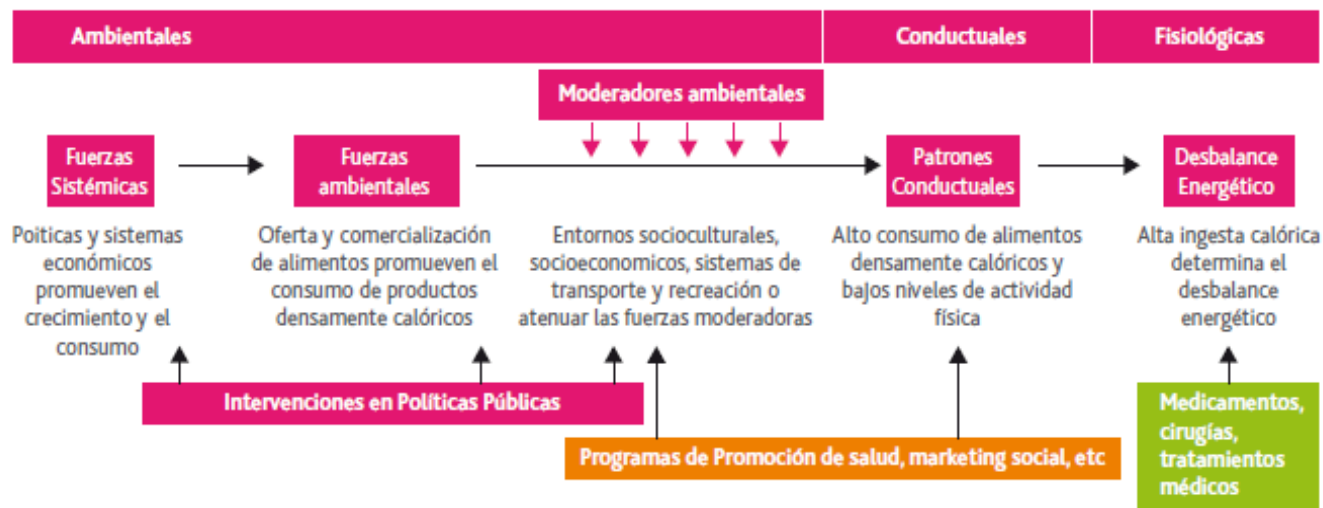 Ambientales
Conductuales
Fisiológicas
Moderadores ambientales
Fuerzas
Sistémicas
Fuerzas
ambientales
Patrones
Conductuales
Desbalance
Energético
Poiticas y sistemas
económicos
promueven el
crecimiento y el
consumo
Oferta y comercialización
de alimentos promueven el
consumo de productos
densamente calóricos
Entornos socioculturales,
socioeconomicos, sistemas de
transporte y recreación o
atenuar las fuerzas moderadoras
Alto consumo de alimentos
densamente calóricos y
bajos niveles de actividad
física
Alta ingesta calórica
determina el
desbalance
energético
Intervenciones en Políticas Públicas
Programas de Promoción de salud, marketing social, etc
Medicamentos,
cirugías,
tratamientos
médicos